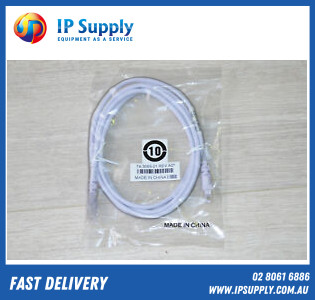 IP Supply
EQUIPMENT AS A SERVICE
10
MADE IN CHINA
MADE IN CHINA
FAST DELIVERY
02 8061 6886
WWW.IPSUPPLY.COM.AU